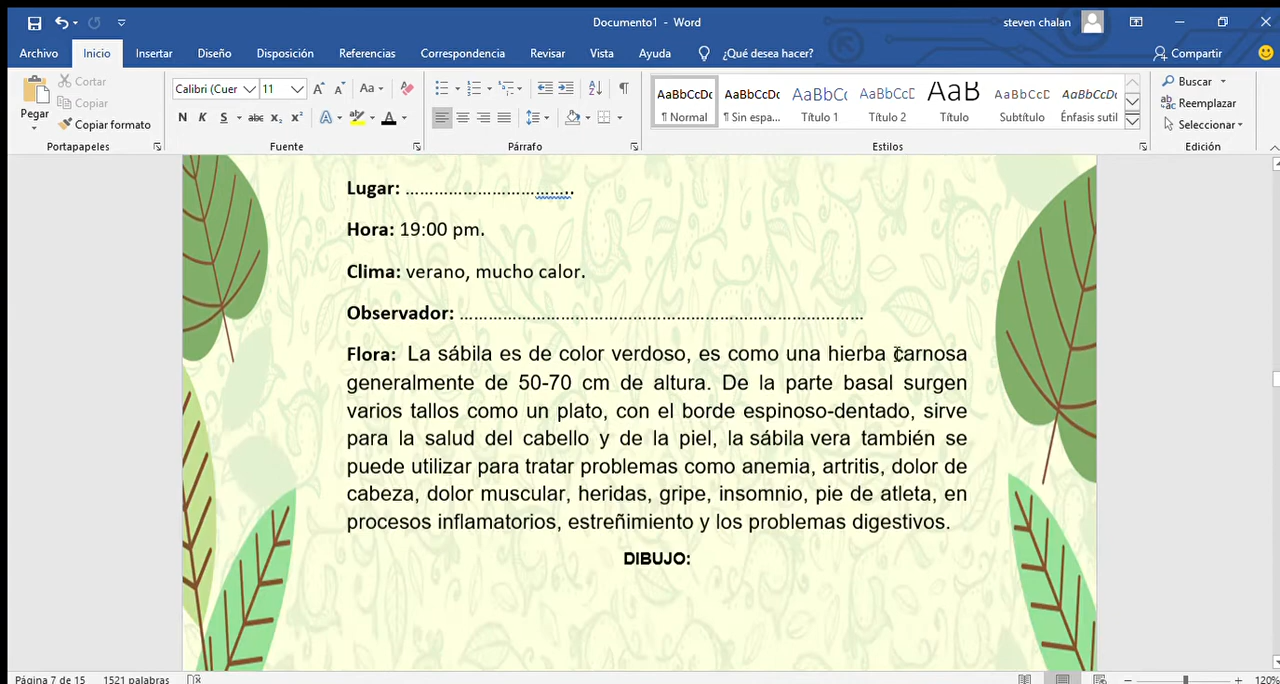 Documento1 - Word
steven chalan
Archivo Inicio Insertar Diseño Disposición Referencias Correspondencia Revisar Vista Ayuda ¿Qué desea hacer? Compartir
Pegar
Cortar
Copiar
Copiar formato
Portapapeles
Calibri (Cuer 11
Aa
N K S abc x₂ x²
A A
Fuente
Párrafo
AaBbCcDc AaBbCcDc AaBbCc AaBbCcD AaB AaBbCcD AaBbCcDc
¶ Normal ¶ Sin espa... Título 1 Título 2 Título Subtítulo Énfasis sutil
Estilos
Buscar
Reemplazar
Seleccionar
Edición
Lugar: ................................
Hora: 19:00 pm.
Clima: verano, mucho calor.
Observador: ................................................................................
Flora: La sábila es de color verdoso, es como una hierba carnosa
generalmente de 50-70 cm de altura. De la parte basal surgen
varios tallos como un plato, con el borde espinoso-dentado, sirve
para la salud del cabello y de la piel, la sábila vera también se
puede utilizar para tratar problemas como anemia, artritis, dolor de
cabeza, dolor muscular, heridas, gripe, insomnio, pie de atleta, en
procesos inflamatorios, estreñimiento y los problemas digestivos.
DIBUJO:
Página 7 de 15 1521 palabras 120%